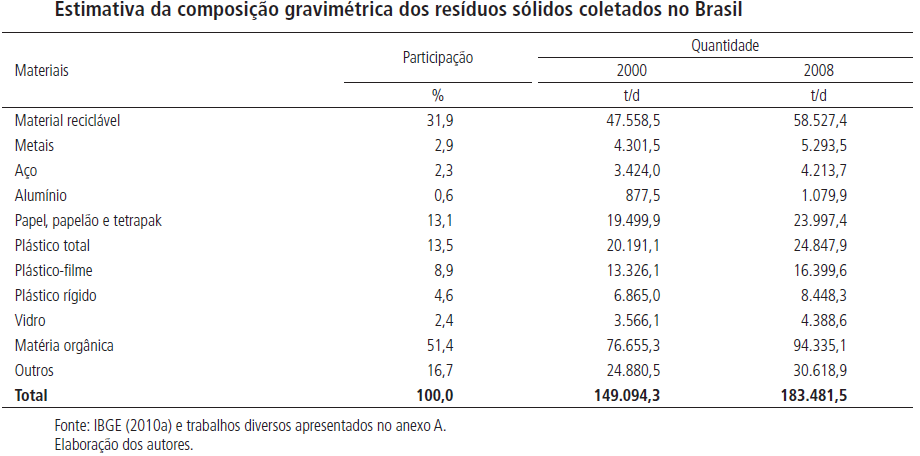 Estimativa da composição gravimétrica dos resíduos sólidos coletados no Brasil
Materiais Participação Quantidade
2000 2008
% t/d t/d
Material reciclável 31,9 47.558,5 58.527,4
Metais 2,9 4.301,5 5.293,5
Aço 2,3 3.424,0 4.213,7
Alumínio 0,6 877,5 1.079,9
Papel, papelão e tetrapak 13,1 19.499,9 23.997,4
Plástico total 13,5 20.191,1 24.847,9
Plástico-filme 8,9 13.326,1 16.399,6
Plástico rígido 4,6 6.865,0 8.448,3
Vidro 2,4 3.566,1 4.388,6
Matéria orgânica 51,4 76.655,3 94.335,1
Outros 16,7 24.880,5 30.618,9
Total 100,0 149.094,3 183.481,5
Fonte: IBGE (2010a) e trabalhos diversos apresentados no anexo A.
Elaboração dos autores.